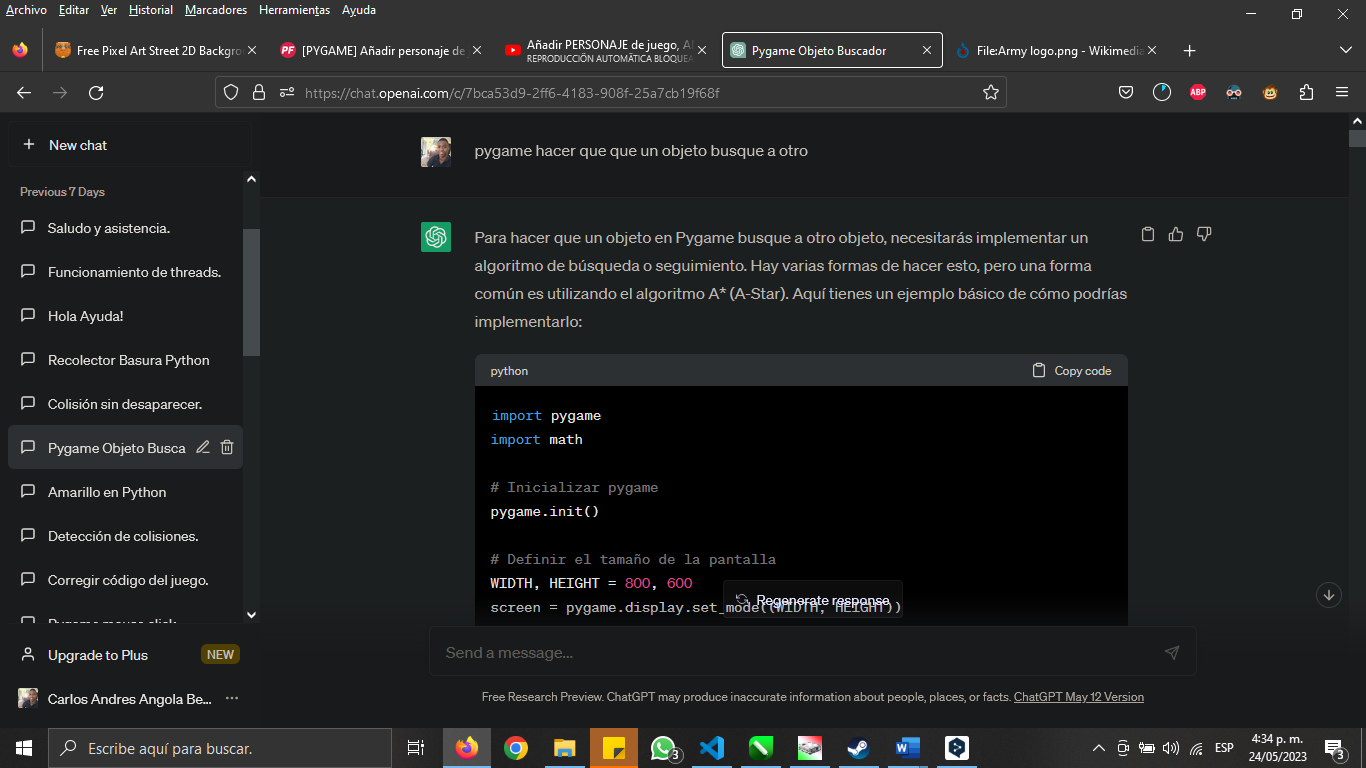 Archivo Editar Ver Historial Marcadores Herramientas Ayuda
Free Pixel Art Street 2D Backgro
[PYGAME] Añadir personaje de
Añadir PERSONAJE de juego, A
REPRODUCCIÓN AUTOMÁTICA BLOQUEA
Pygame Objeto Buscador
File:Army logo.png - Wikimedia
https://chat.openai.com/c/7bca53d9-2ff6-4183-908f-25a7cb19f68f
ABP
New chat
Previous 7 Days
Saludo y asistencia.
Funcionamiento de threads.
Hola Ayuda!
Recolector Basura Python
Colisión sin desaparecer.
Pygame Objeto Busca
Amarillo en Python
Detección de colisiones.
Corregir código del juego.
Pygame mouse click
Upgrade to Plus NEW
Carlos Andres Angola Be...
pygame hacer que que un objeto busque a otro
Para hacer que un objeto en Pygame busque a otro objeto, necesitarás implementar un
algoritmo de búsqueda o seguimiento. Hay varias formas de hacer esto, pero una forma
común es utilizando el algoritmo A* (A-Star). Aquí tienes un ejemplo básico de cómo podrías
implementarlo:
python Copy code
import pygame
import math
# Inicializar pygame
pygame.init()
# Definir el tamaño de la pantalla
WIDTH, HEIGHT = 800, 600
screen = pygame.display.set_mode((WIDTH, HEIGHT))
Regenerate response
Send a message...
Free Research Preview. ChatGPT may produce inaccurate information about people, places, or facts. ChatGPT May 12 Version
Escribe aquí para buscar.
3
ESP
4:34 p. m.
24/05/2023
3